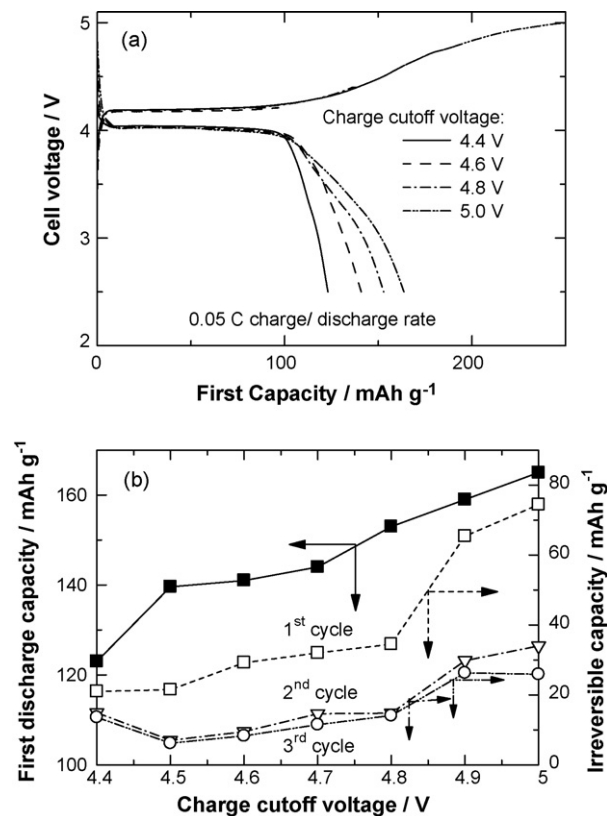 (a)
5
4
3
2
Cell voltage / V
Charge cutoff voltage:
4.4 V
4.6 V
4.8 V
5.0 V
0.05 C charge/ discharge rate
0 100 200
First Capacity / mAh g⁻¹
(b)
160
140
120
100
First discharge capacity / mAh g⁻¹
80
60
40
20
0
Irreversible capacity / mAh g⁻¹
1ˢᵗ cycle
2ⁿᵈ cycle
3ʳᵈ cycle
4.4 4.5 4.6 4.7 4.8 4.9 5
Charge cutoff voltage / V